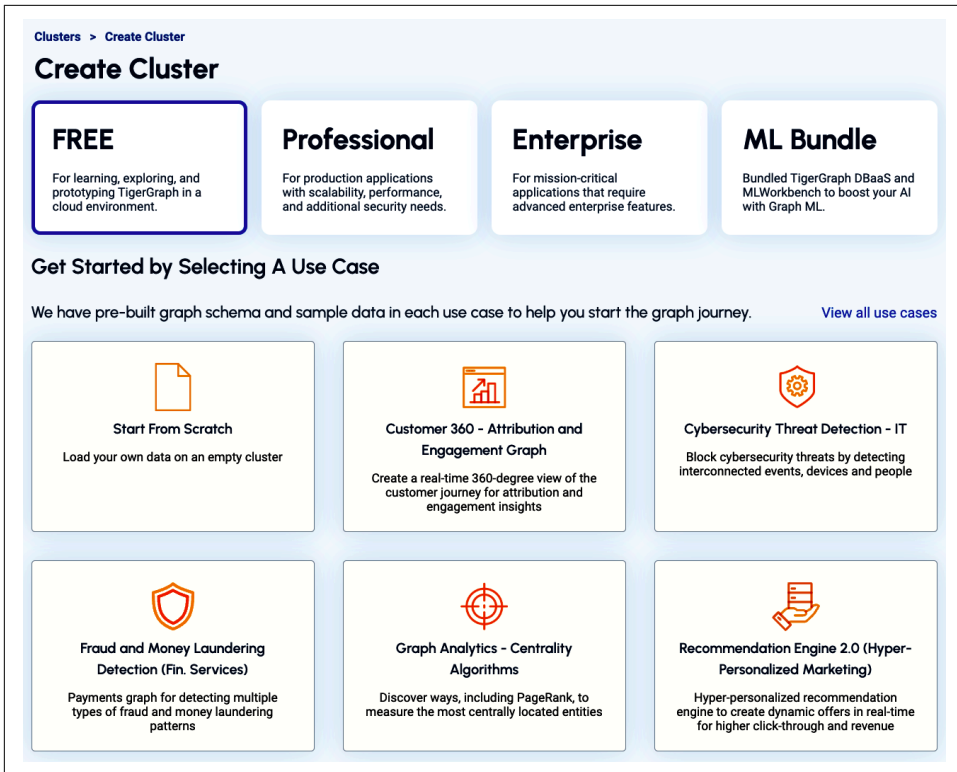 Clusters > Create Cluster
Create Cluster
FREE
For learning, exploring, and
prototyping TigerGraph in a
cloud environment.
Professional
For production applications
with scalability, performance,
and additional security needs.
Enterprise
For mission-critical
applications that require
advanced enterprise features.
ML Bundle
Bundled TigerGraph DBaaS and
MLWorkbench to boost your AI
with Graph ML.
Get Started by Selecting A Use Case
We have pre-built graph schema and sample data in each use case to help you start the graph journey.
View all use cases
Start From Scratch
Load your own data on an empty cluster
Customer 360 - Attribution and
Engagement Graph
Create a real-time 360-degree view of the
customer journey for attribution and
engagement insights
Cybersecurity Threat Detection - IT
Block cybersecurity threats by detecting
interconnected events, devices and people
Fraud and Money Laundering
Detection (Fin. Services)
Payments graph for detecting multiple
types of fraud and money laundering
patterns
Graph Analytics - Centrality
Algorithms
Discover ways, including PageRank, to
measure the most centrally located entities
Recommendation Engine 2.0 (Hyper-
Personalized Marketing)
Hyper-personalized recommendation
engine to create dynamic offers in real-time
for higher click-through and revenue